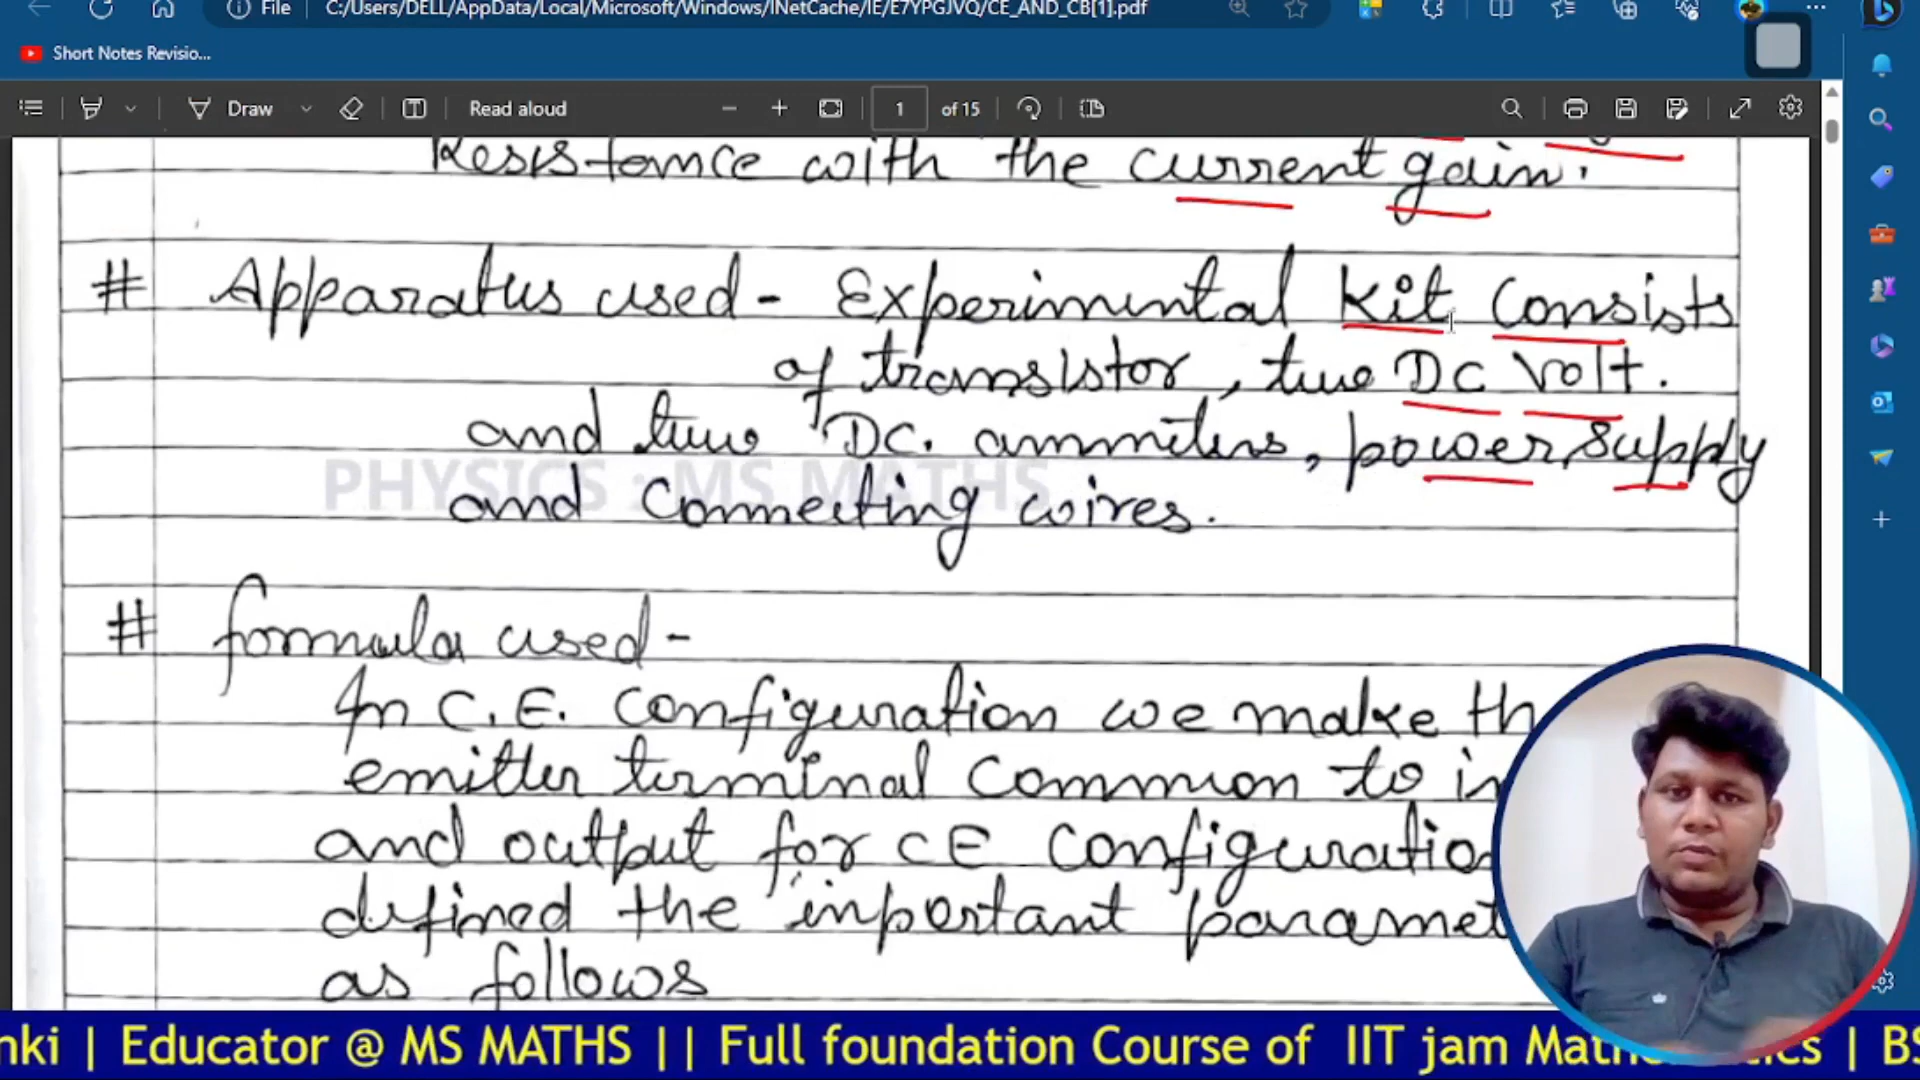 File C:/Users/DELL/AppData/Local/Microsoft/Windows/INetCache/IE/E7YPGJVQ/CE_AND_CB[1].pdf
Short Notes Revisio...
Draw Read aloud 1 of 15
Resistance with the current gain.
# Apparatus used - Experimental Kit Consists
of transistor, two DC Volt.
and two DC. ammeters, power supply
PHYSICS : MS MATHS
and Connecting wires.
# formula used -
In C.E. Configuration we make th
emitter terminal Common to in
and output for CE Configuration
defined the inportant paramet
as follows
nki | Educator @ MS MATHS || Full foundation Course of IIT jam Mathematics | BS